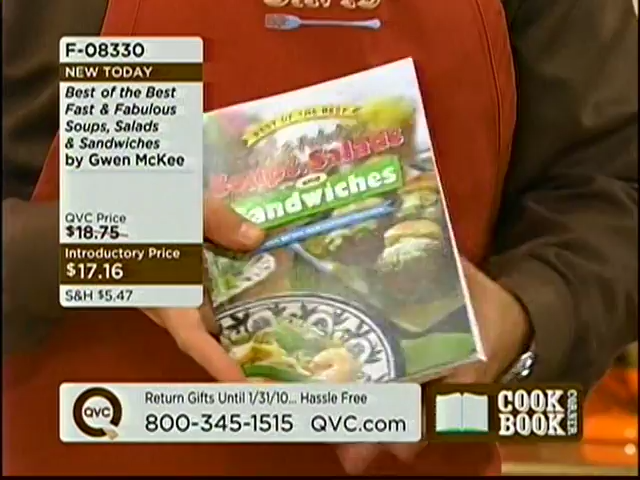 F-08330
NEW TODAY
Best of the Best
Fast & Fabulous
Soups, Salads
& Sandwiches
by Gwen McKee
QVC Price
$18.75
Introductory Price
$17.16
S&H $5.47
BEST OF THE BEST
Soups, Salads
and
Sandwiches
QVC
Return Gifts Until 1/31/10... Hassle Free
800-345-1515 QVC.com
COOK
BOOK
CORNER